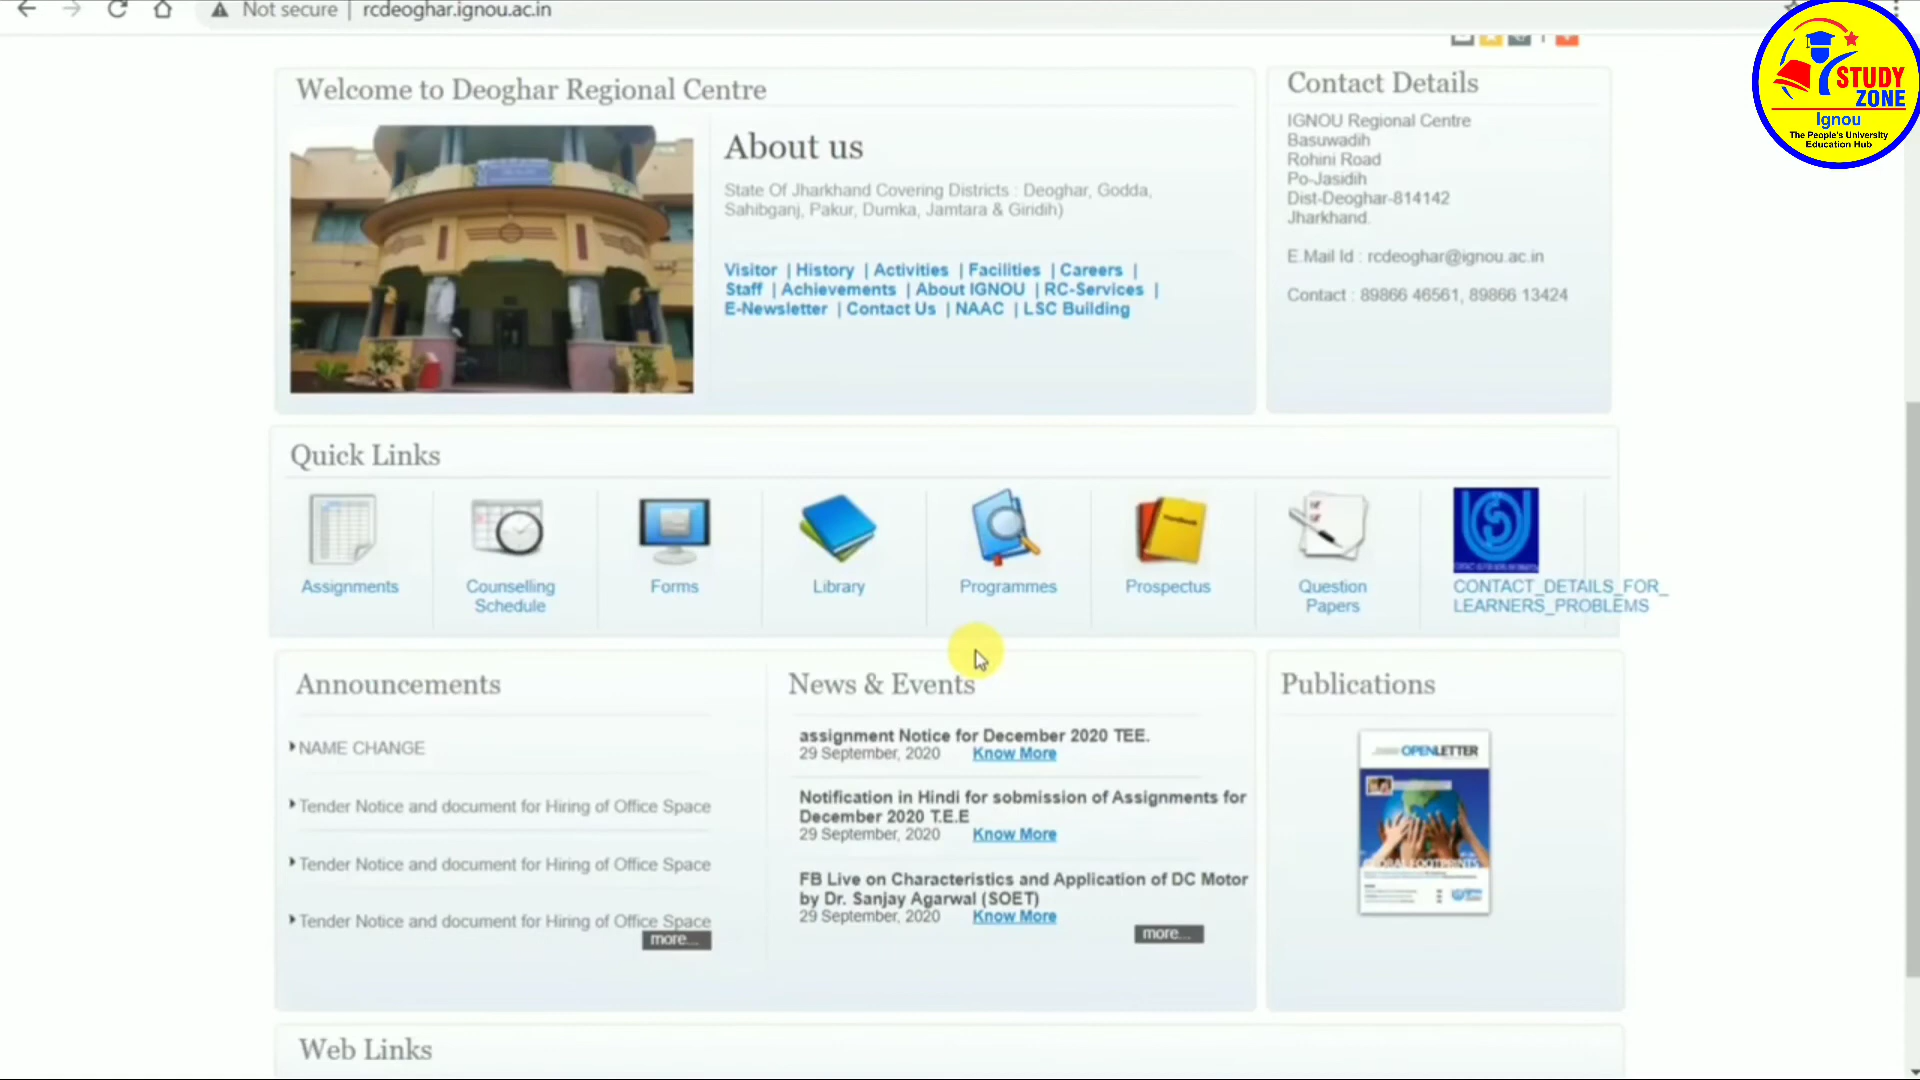 Not secure | rcdeoghar.ignou.ac.in
STUDY
ZONE
Ignou
The People's University
Education Hub
Welcome to Deoghar Regional Centre
About us
State Of Jharkhand Covering Districts : Deoghar, Godda,
Sahibganj, Pakur, Dumka, Jamtara & Giridih)
Visitor | History | Activities | Facilities | Careers |
Staff | Achievements | About IGNOU | RC-Services |
E-Newsletter | Contact Us | NAAC | LSC Building
Contact Details
IGNOU Regional Centre
Basuwadih
Rohini Road
Po-Jasidih
Dist-Deoghar-814142
Jharkhand.
E.Mail Id : rcdeoghar@ignou.ac.in
Contact : 89866 46561, 89866 13424
Quick Links
Assignments
Counselling
Schedule
Forms
Library
Programmes
Prospectus
Question
Papers
CONTACT_DETAILS_FOR_
LEARNERS_PROBLEMS
Announcements
NAME CHANGE
Tender Notice and document for Hiring of Office Space
Tender Notice and document for Hiring of Office Space
Tender Notice and document for Hiring of Office Space
more...
News & Events
assignment Notice for December 2020 TEE.
29 September, 2020 Know More
Notification in Hindi for sobmission of Assignments for
December 2020 T.E.E
29 September, 2020 Know More
FB Live on Characteristics and Application of DC Motor
by Dr. Sanjay Agarwal (SOET)
29 September, 2020 Know More
more...
Publications
OPENLETTER
GLOBAL FOOTPRINTS
Web Links